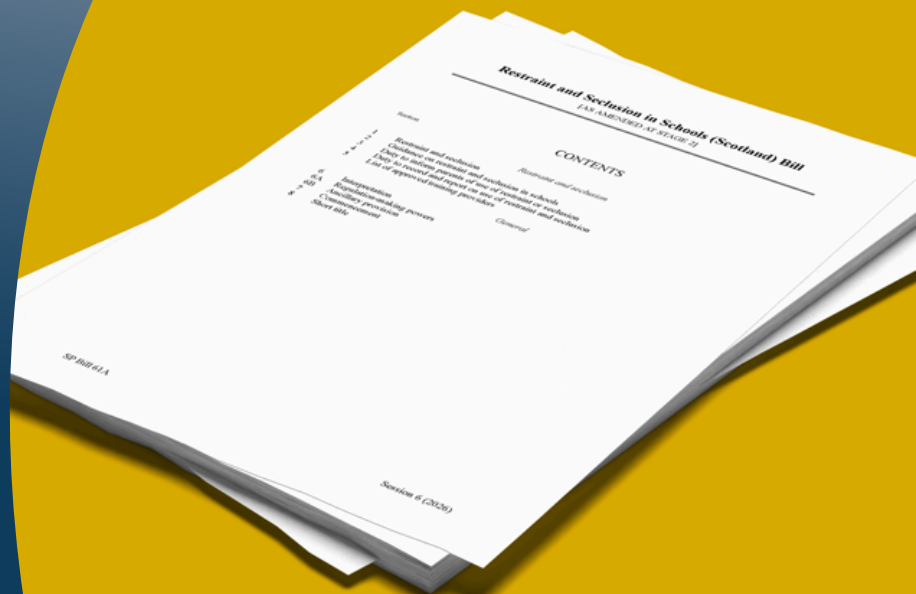 Restraint and Seclusion in Schools (Scotland) Bill
[AS AMENDED AT STAGE 2]
CONTENTS
Section
Restraint and seclusion
1 Restraint and seclusion
2 Guidance on restraint and seclusion in schools
3 Duty to inform parents of use of restraint or seclusion
4 Duty to record and report on use of restraint and seclusion
5 List of approved training providers
General
6 Interpretation
6A Regulation-making powers
6B Ancillary provision
7 Commencement
8 Short title
SP Bill 61A
Session 6 (2026)